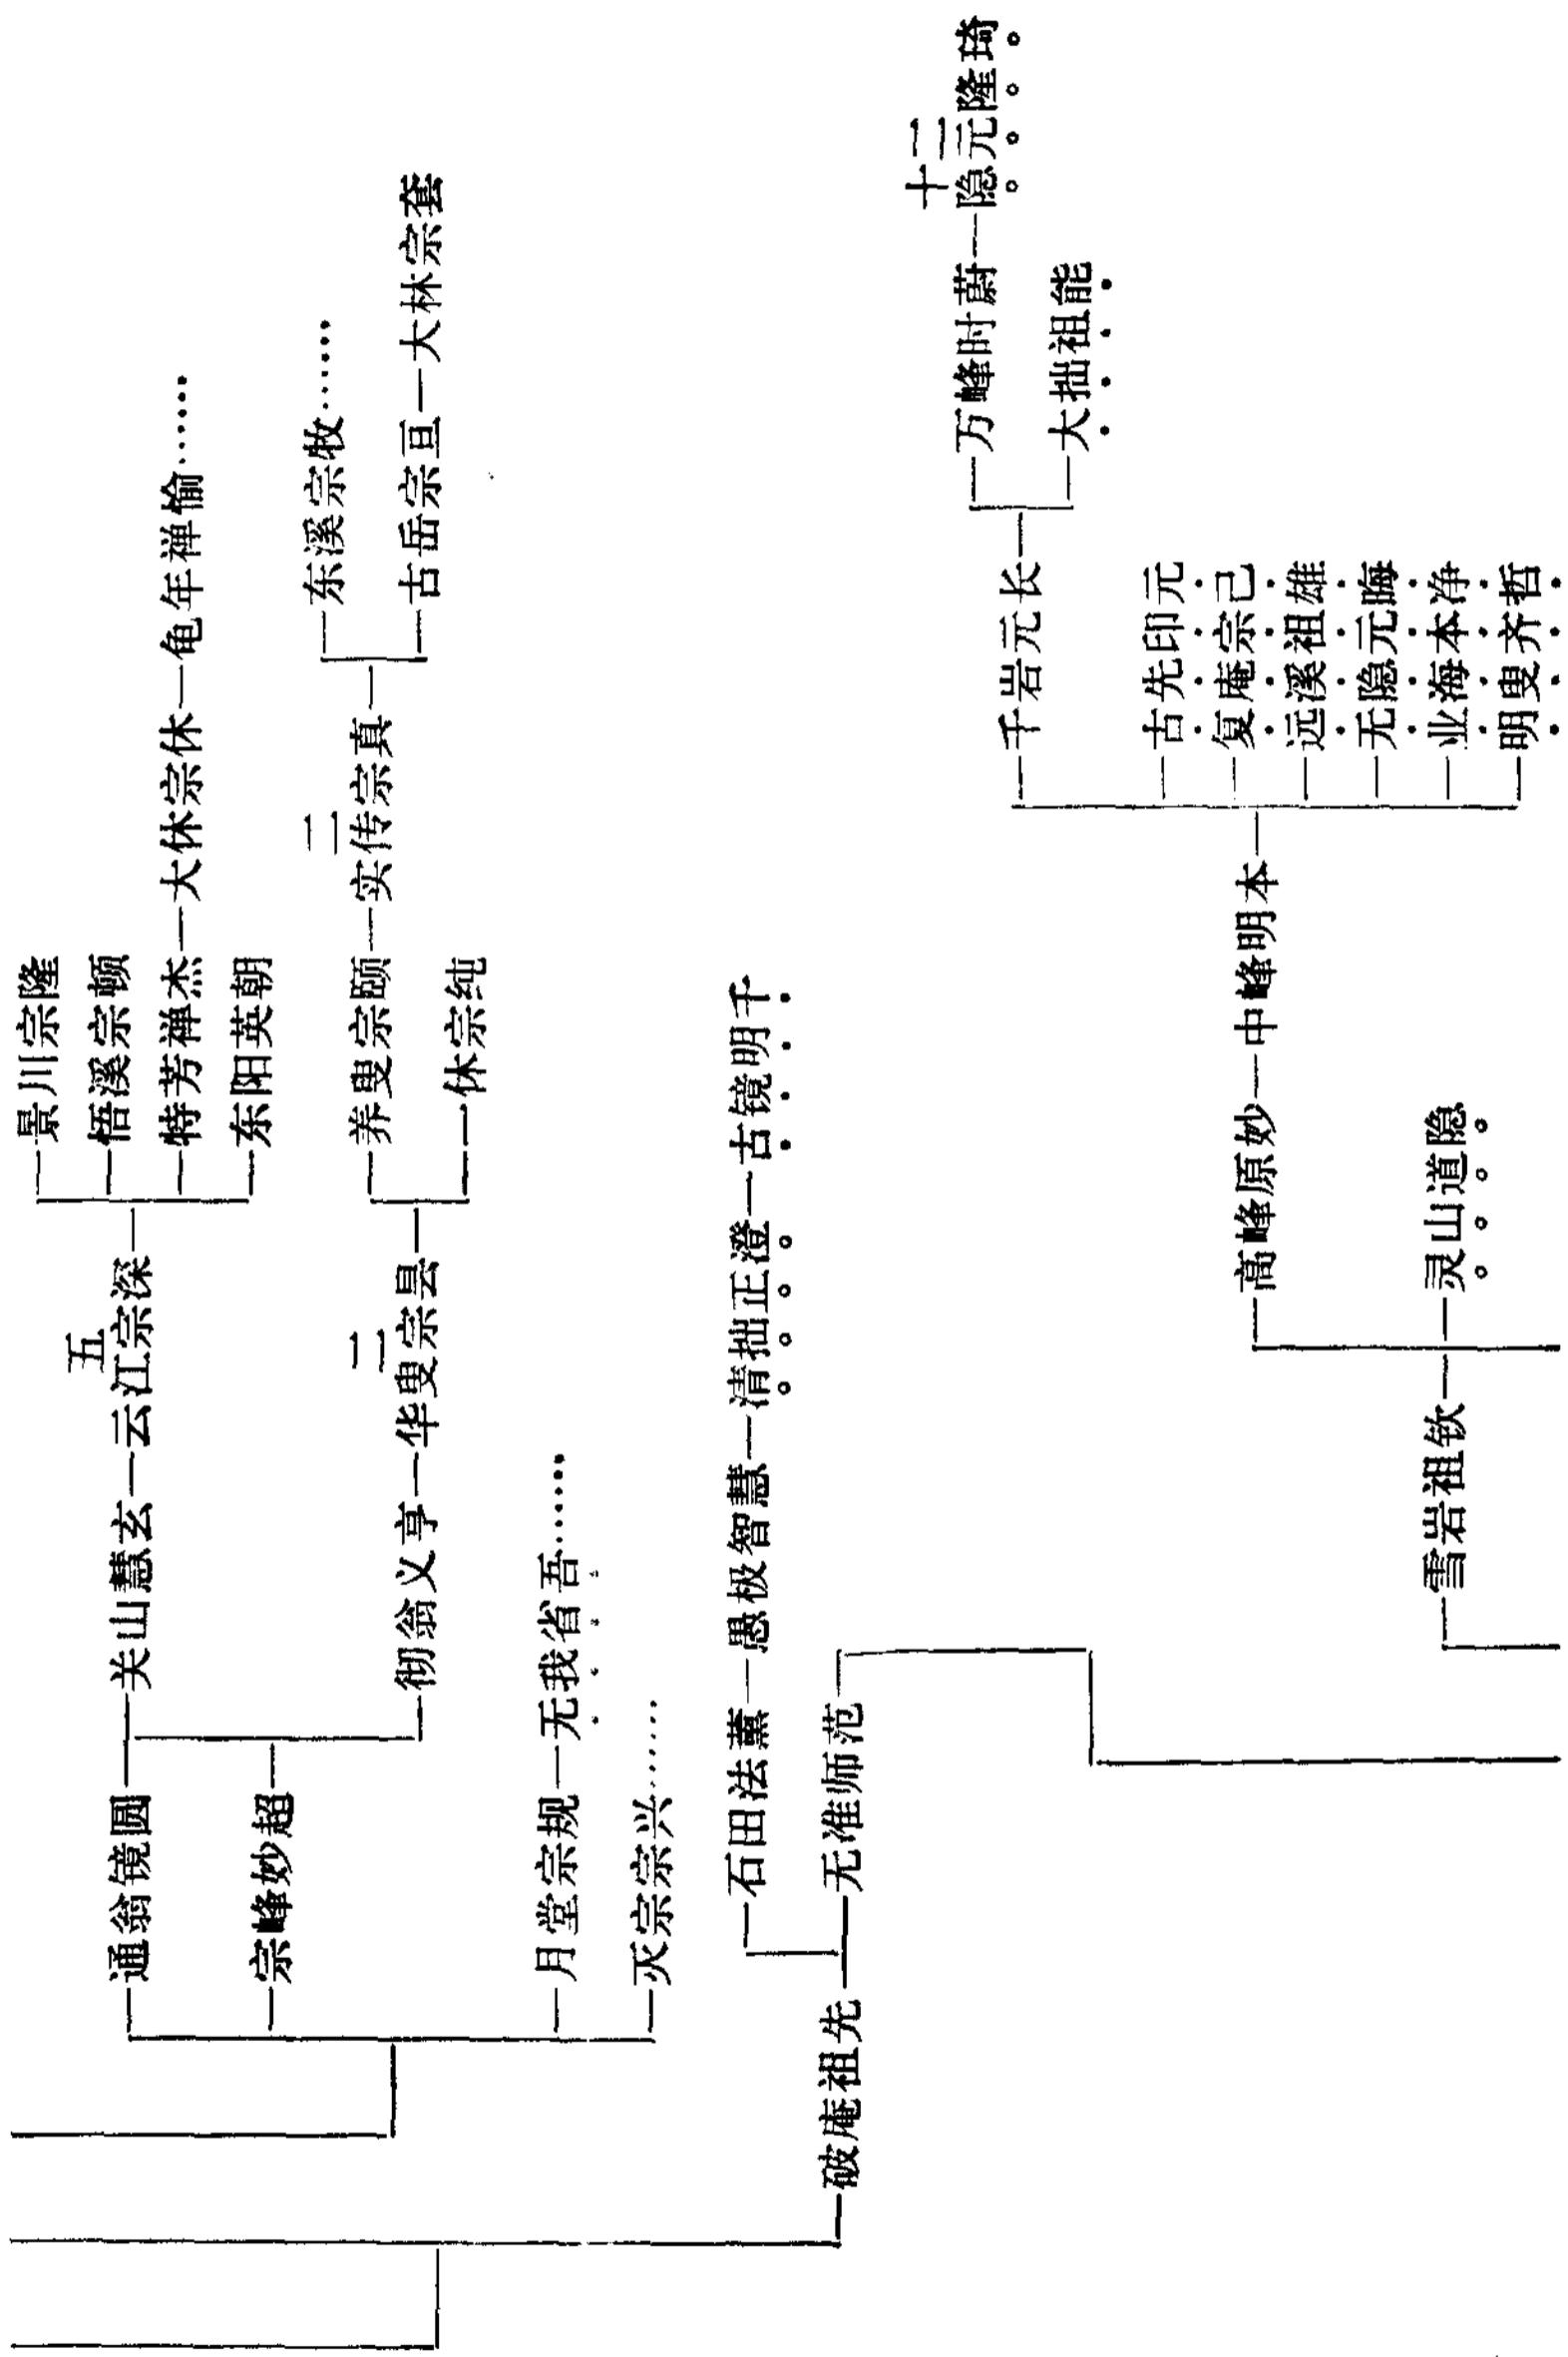 景川宗隆
五
悟溪宗顿
通翁镜圆—关山慧玄—云江宗深
特芳禅杰—大休宗休—龟年禅愉……
东阳英朝
宗峰妙超
东溪宗牧……
二
二
养叟宗颐—实传宗真
彻翁义享—华叟宗昙
古岳宗亘—大林宗套
一休宗纯
月堂宗规—无我省吾……
灭宗宗兴……
石田法薰—愚极智慧—清拙正澄—古镜明千
破庵祖先—无准师范
十二
万峰时蔚—隐元隆琦
千岩元长
大拙祖能
古先印元
复庵宗己
高峰原妙—中峰明本
远溪祖雄
无隐元晦
业海本净
雪岩祖钦—灵山道隐
明叟齐哲